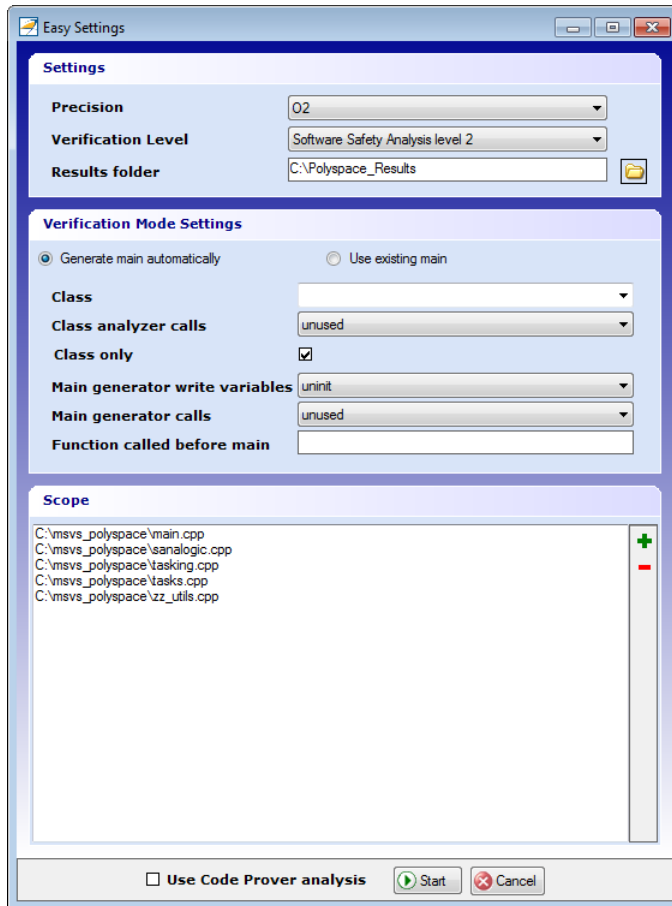 Easy Settings
Settings
Precision O2
Verification Level Software Safety Analysis level 2
Results folder C:\Polyspace_Results
Verification Mode Settings
Generate main automatically Use existing main
Class
Class analyzer calls unused
Class only
Main generator write variables uninit
Main generator calls unused
Function called before main
Scope
C:\msvs_polyspace\main.cpp
C:\msvs_polyspace\sanalogic.cpp
C:\msvs_polyspace\tasking.cpp
C:\msvs_polyspace\tasks.cpp
C:\msvs_polyspace\zz_utils.cpp
Use Code Prover analysis Start Cancel